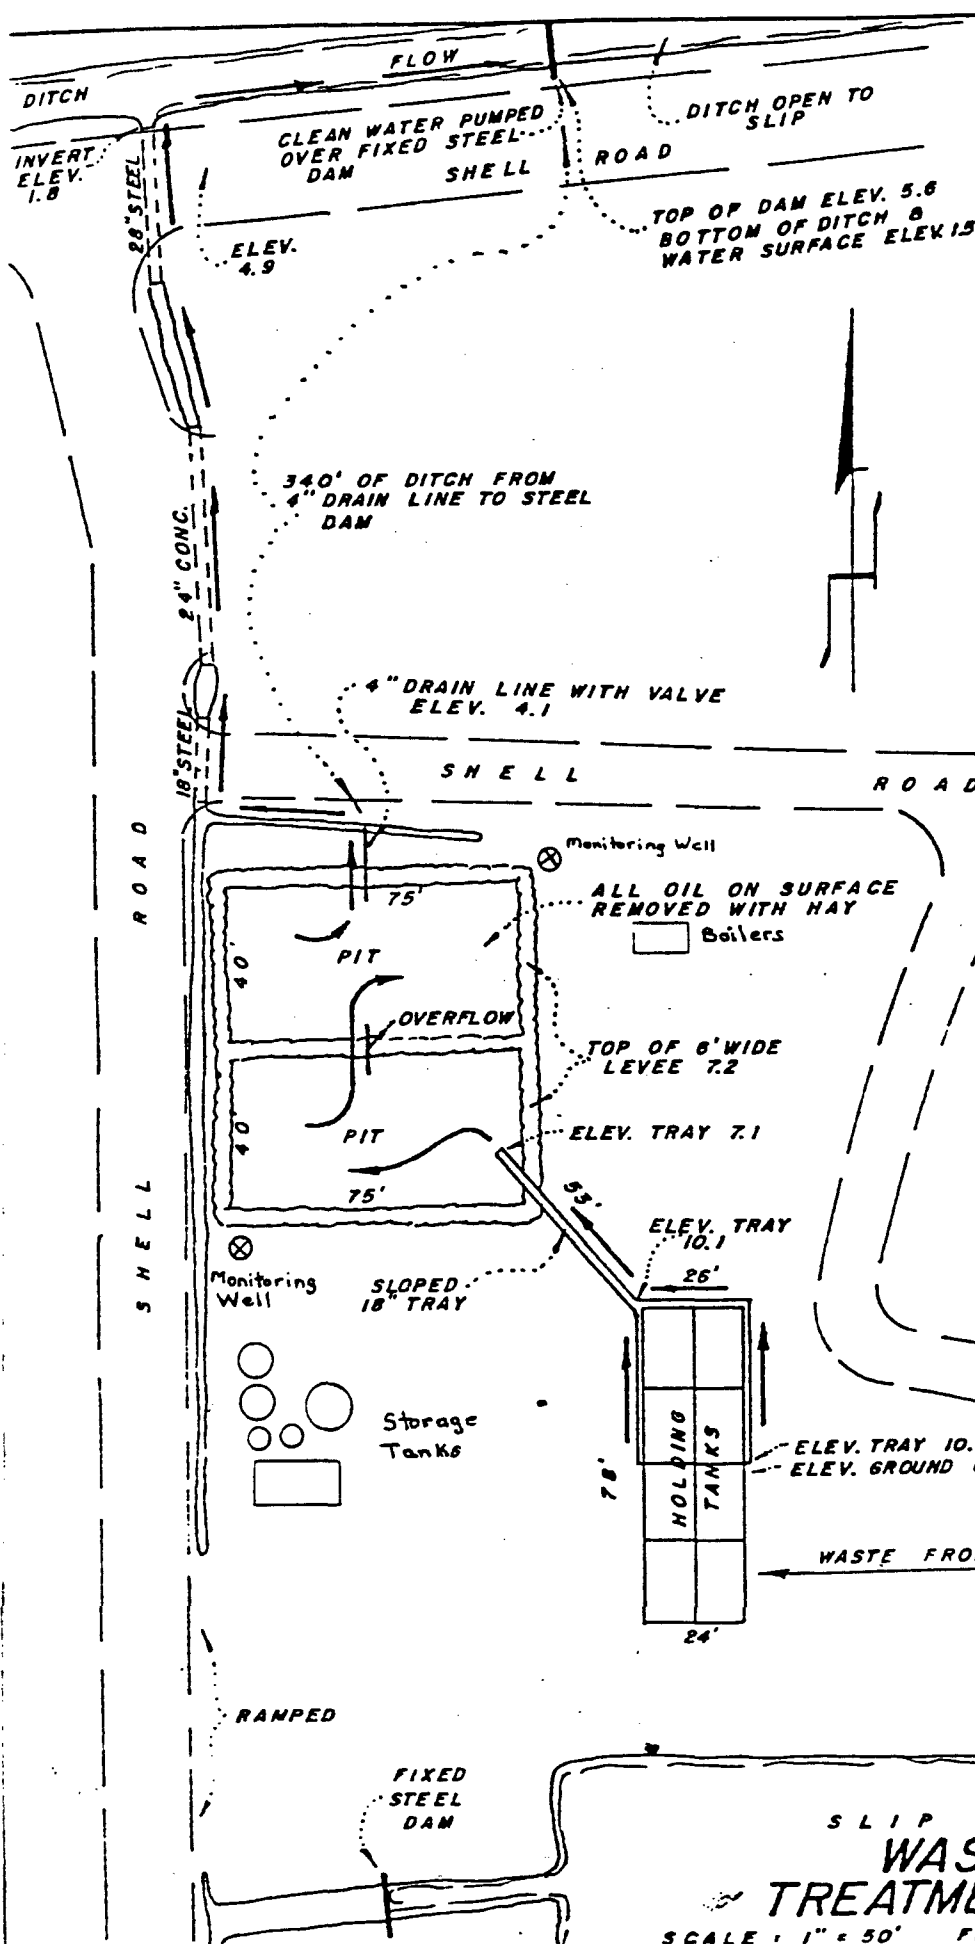 FLOW
DITCH
CLEAN WATER PUMPED
OVER FIXED STEEL
DAM
DITCH OPEN TO
SLIP
SHELL ROAD
INVERT
ELEV.
1.8
28" STEEL
ELEV.
4.9
TOP OF DAM ELEV. 5.6
BOTTOM OF DITCH &
WATER SURFACE ELEV. 1.5
340' OF DITCH FROM
4" DRAIN LINE TO STEEL
DAM
24" CONC.
4" DRAIN LINE WITH VALVE
ELEV. 4.1
18" STEEL
SHELL ROAD
Monitoring Well
75'
ALL OIL ON SURFACE
REMOVED WITH HAY
Boilers
PIT
40'
OVERFLOW
TOP OF 6' WIDE
LEVEE 7.2
40'
PIT
ELEV. TRAY 7.1
75'
53'
SHELL ROAD
ELEV. TRAY
10.1
26'
Monitoring
Well
SLOPED
18" TRAY
Storage
Tanks
HOLDING
TANKS
78'
ELEV. TRAY 10.
ELEV. GROUND
WASTE FRO
24'
RAMPED
FIXED
STEEL
DAM
SLIP
WAS
TREATME
SCALE : 1" = 50' F